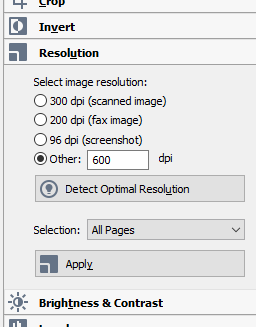 Crop
Invert
Resolution
Select image resolution:
300 dpi (scanned image)
200 dpi (fax image)
96 dpi (screenshot)
Other: 600 dpi
Detect Optimal Resolution
Selection: All Pages
Apply
Brightness & Contrast